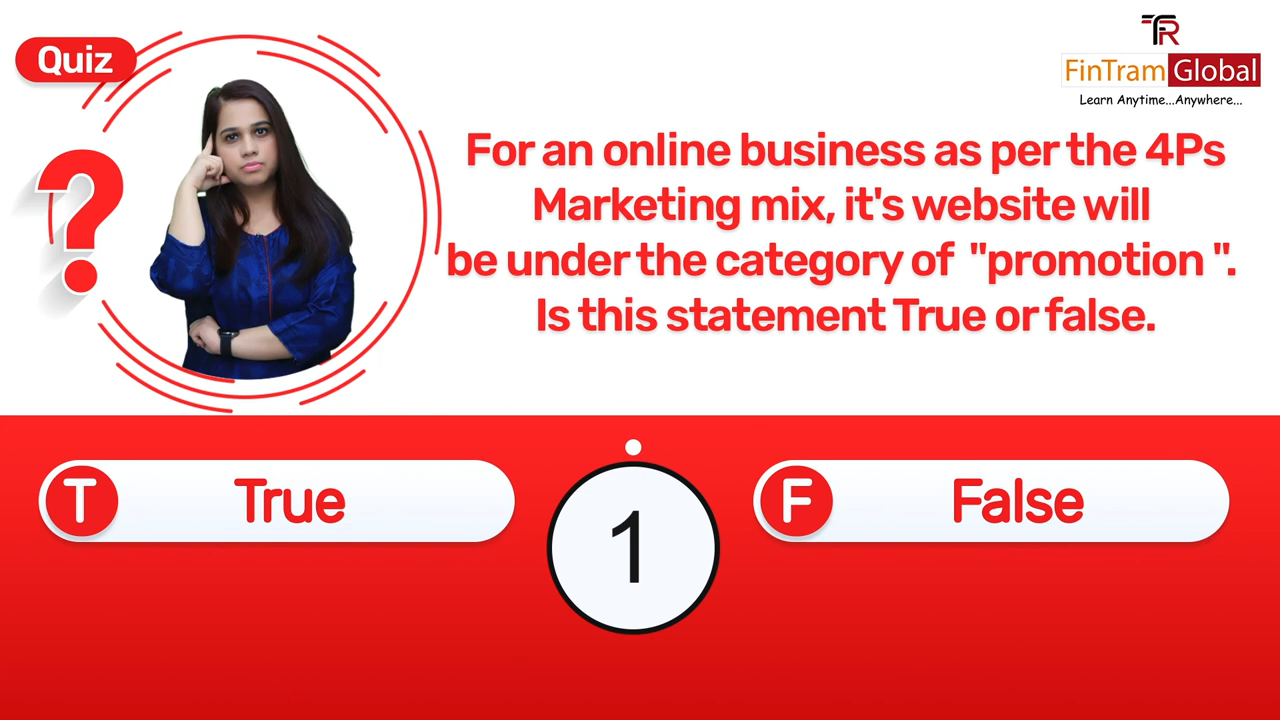 Quiz
TR
FinTram Global
Learn Anytime...Anywhere...
?
For an online business as per the 4Ps
Marketing mix, it's website will
be under the category of "promotion ".
Is this statement True or false.
T True
1
F False